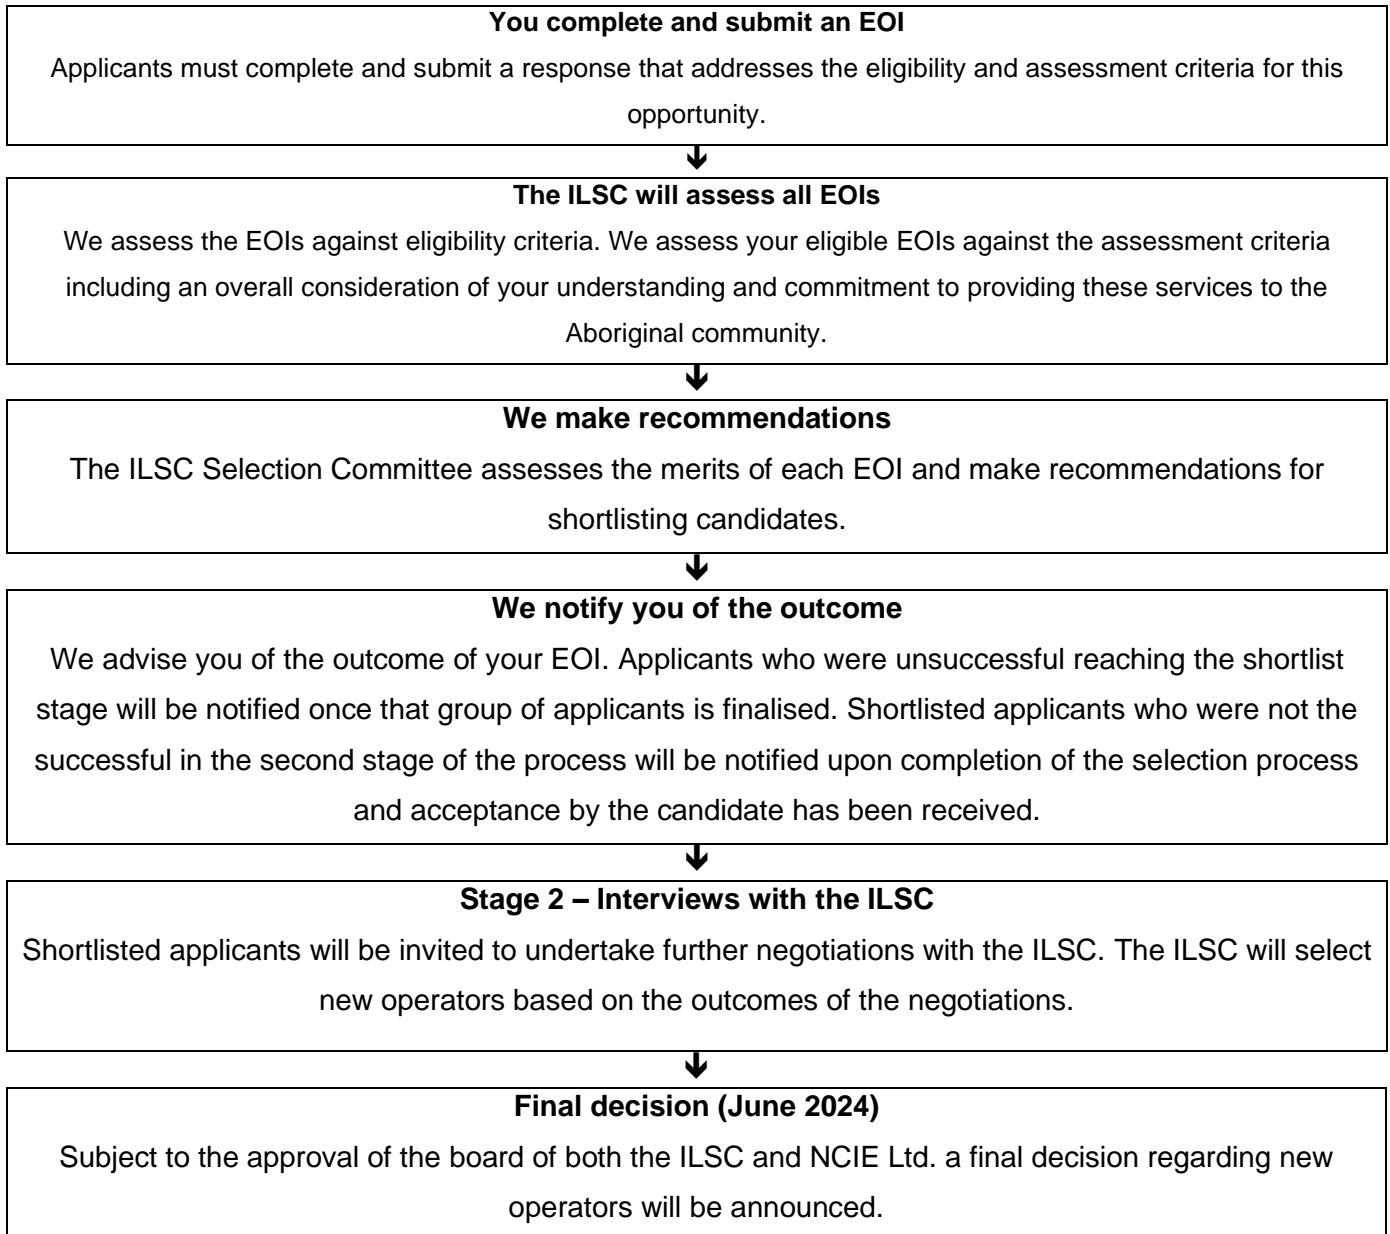 You complete and submit an EOI
Applicants must complete and submit a response that addresses the eligibility and assessment criteria for this
opportunity.
The ILSC will assess all EOIs
We assess the EOIs against eligibility criteria. We assess your eligible EOIs against the assessment criteria
including an overall consideration of your understanding and commitment to providing these services to the
Aboriginal community.
We make recommendations
The ILSC Selection Committee assesses the merits of each EOI and make recommendations for
shortlisting candidates.
We notify you of the outcome
We advise you of the outcome of your EOI. Applicants who were unsuccessful reaching the shortlist
stage will be notified once that group of applicants is finalised. Shortlisted applicants who were not the
successful in the second stage of the process will be notified upon completion of the selection process
and acceptance by the candidate has been received.
Stage 2 – Interviews with the ILSC
Shortlisted applicants will be invited to undertake further negotiations with the ILSC. The ILSC will select
new operators based on the outcomes of the negotiations.
Final decision (June 2024)
Subject to the approval of the board of both the ILSC and NCIE Ltd. a final decision regarding new
operators will be announced.